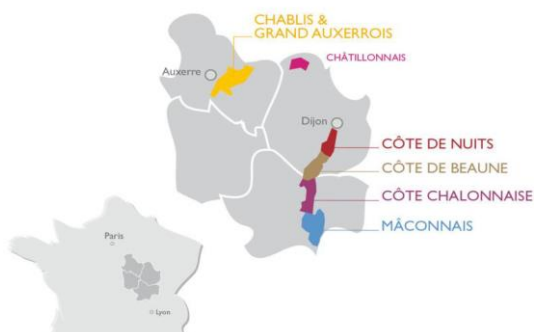 CHABLIS &
GRAND AUXERROIS
CHÂTILLONNAIS
Auxerre
Dijon
CÔTE DE NUITS
CÔTE DE BEAUNE
CÔTE CHALONNAISE
MÂCONNAIS
Paris
Lyon